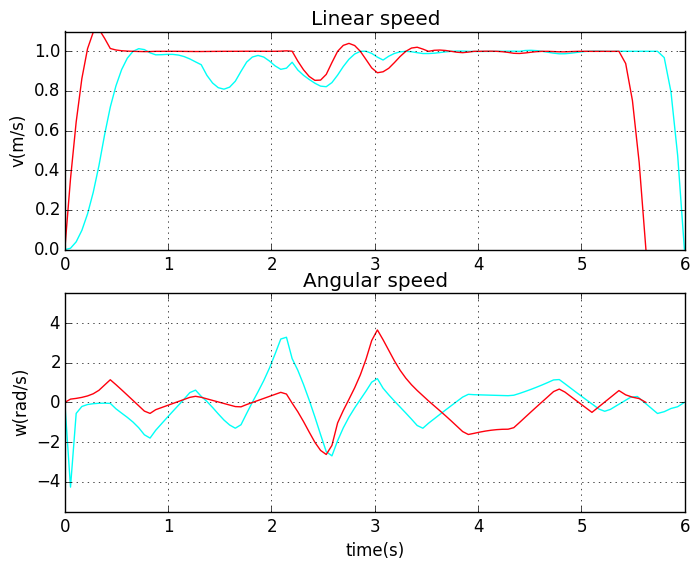 Linear speed
v(m/s)
1.0
0.8
0.6
0.4
0.2
0.0
0 1 2 3 4 5 6
Angular speed
w(rad/s)
4
2
0
−2
−4
0 1 2 3 4 5 6
time(s)